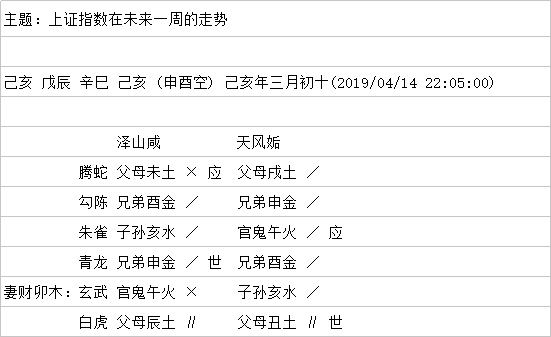 主题：上证指数在未来一周的走势
己亥 戊辰 辛巳 己亥 (申酉空) 己亥年三月初十(2019/04/14 22:05:00)
泽山咸 天风姤
腾蛇 父母未土 × 应 父母戌土 ／
勾陈 兄弟酉金 ／ 兄弟申金 ／
朱雀 子孙亥水 ／ 官鬼午火 ／ 应
青龙 兄弟申金 ／ 世 兄弟酉金 ／
妻财卯木：玄武 官鬼午火 × 子孙亥水 ／
白虎 父母辰土 〃 父母丑土 〃 世